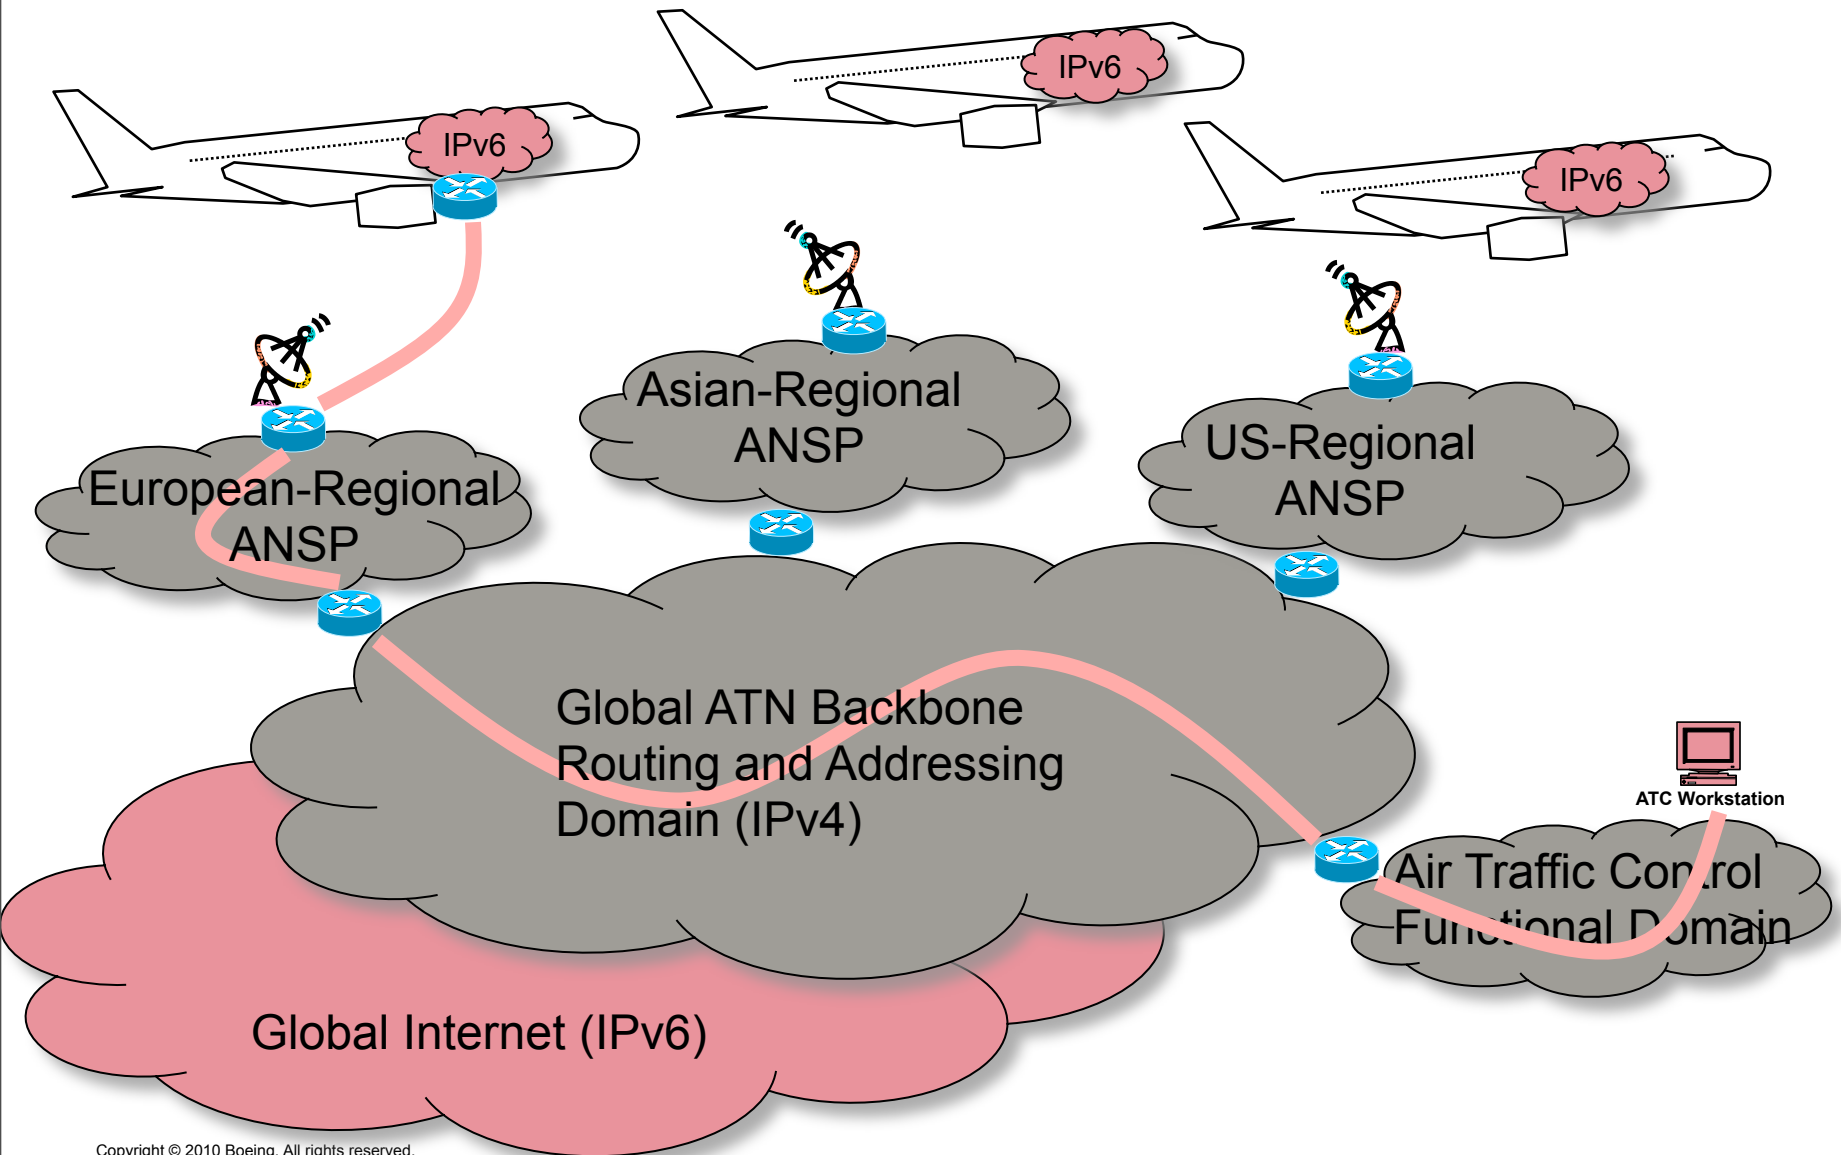 IPv6
IPv6
IPv6
Asian-Regional
ANSP
US-Regional
ANSP
European-Regional
ANSP
Global ATN Backbone
Routing and Addressing
Domain (IPv4)
ATC Workstation
Air Traffic Control
Functional Domain
Global Internet (IPv6)
Copyright © 2010 Boeing. All rights reserved.